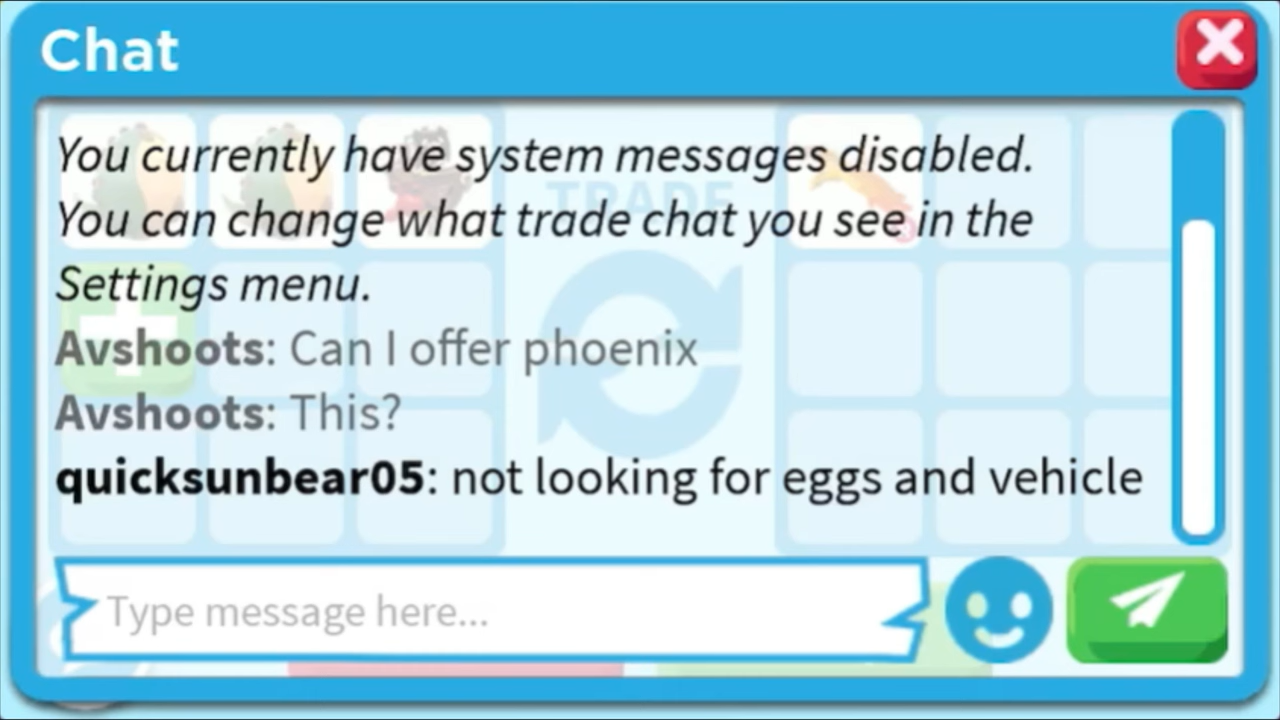 Chat
You currently have system messages disabled.
You can change what trade chat you see in the
Settings menu.
TRADE
Avshoots: Can I offer phoenix
Avshoots: This?
quicksunbear05: not looking for eggs and vehicle
Type message here...